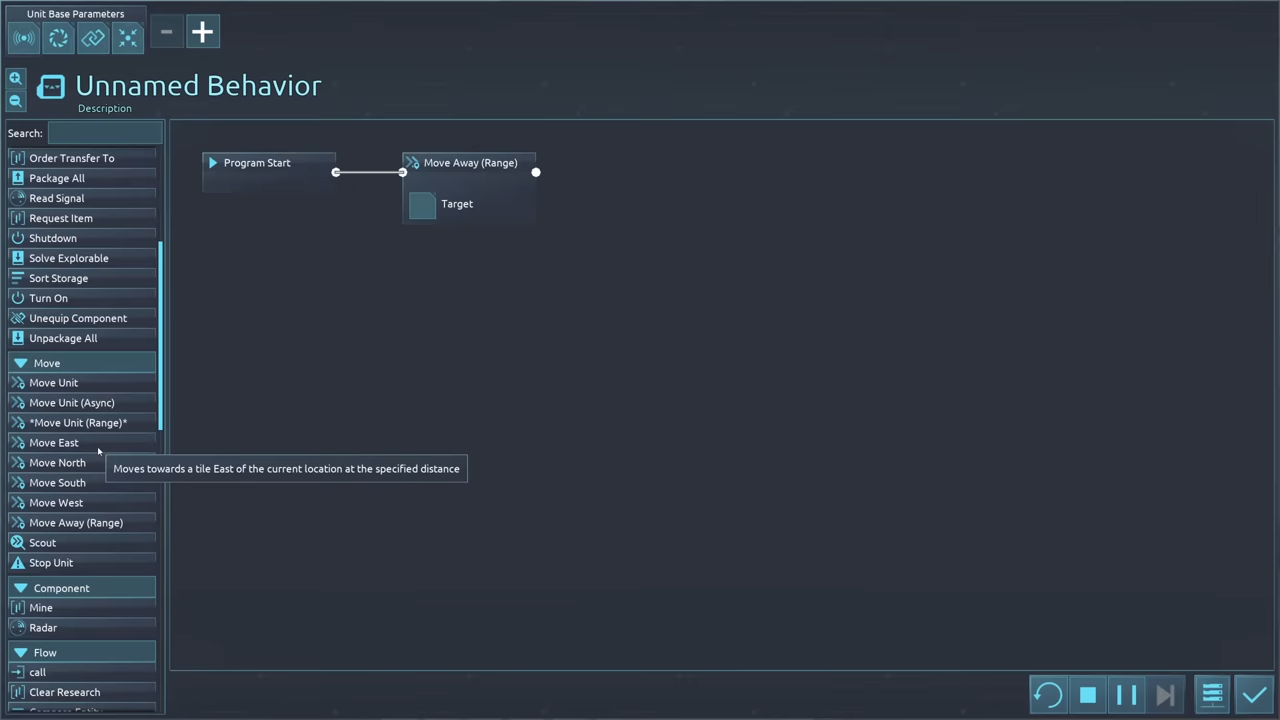 Unit Base Parameters
Unnamed Behavior
Description
Search:
Order Transfer To
Package All
Read Signal
Request Item
Shutdown
Solve Explorable
Sort Storage
Turn On
Unequip Component
Unpackage All
Move
Move Unit
Move Unit (Async)
*Move Unit (Range)*
Move East
Move North
Move South
Move West
Move Away (Range)
Scout
Stop Unit
Component
Mine
Radar
Flow
call
Clear Research
Program Start
Move Away (Range)
Target
Moves towards a tile East of the current location at the specified distance